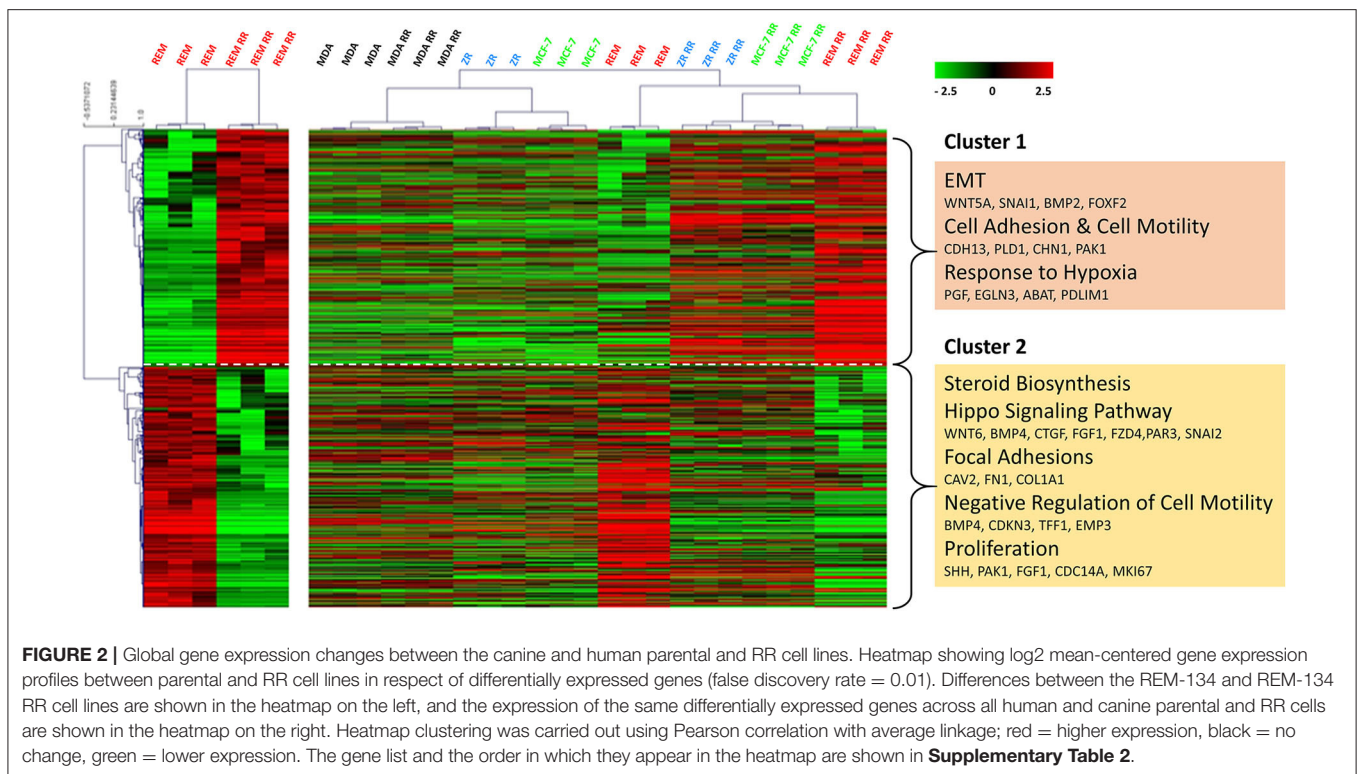 REM REM REM REM RR REM RR REM RR
MDA MDA MDA MDA RR MDA RR MDA RR ZR ZR ZR MCF-7 MCF-7 MCF-7 REM REM REM ZR RR ZR RR ZR RR MCF-7 RR MCF-7 RR MCF-7 RR REM RR REM RR REM RR
-2.5 0 2.5
-0.5371072
0.23144639
1.0
Cluster 1
EMT
WNT5A, SNAI1, BMP2, FOXF2
Cell Adhesion & Cell Motility
CDH13, PLD1, CHN1, PAK1
Response to Hypoxia
PGF, EGLN3, ABAT, PDLIM1
Cluster 2
Steroid Biosynthesis
Hippo Signaling Pathway
WNT6, BMP4, CTGF, FGF1, FZD4,PAR3, SNAI2
Focal Adhesions
CAV2, FN1, COL1A1
Negative Regulation of Cell Motility
BMP4, CDKN3, TFF1, EMP3
Proliferation
SHH, PAK1, FGF1, CDC14A, MKI67
FIGURE 2 | Global gene expression changes between the canine and human parental and RR cell lines. Heatmap showing log2 mean-centered gene expression
profiles between parental and RR cell lines in respect of differentially expressed genes (false discovery rate = 0.01). Differences between the REM-134 and REM-134
RR cell lines are shown in the heatmap on the left, and the expression of the same differentially expressed genes across all human and canine parental and RR cells
are shown in the heatmap on the right. Heatmap clustering was carried out using Pearson correlation with average linkage; red = higher expression, black = no
change, green = lower expression. The gene list and the order in which they appear in the heatmap are shown in Supplementary Table 2.